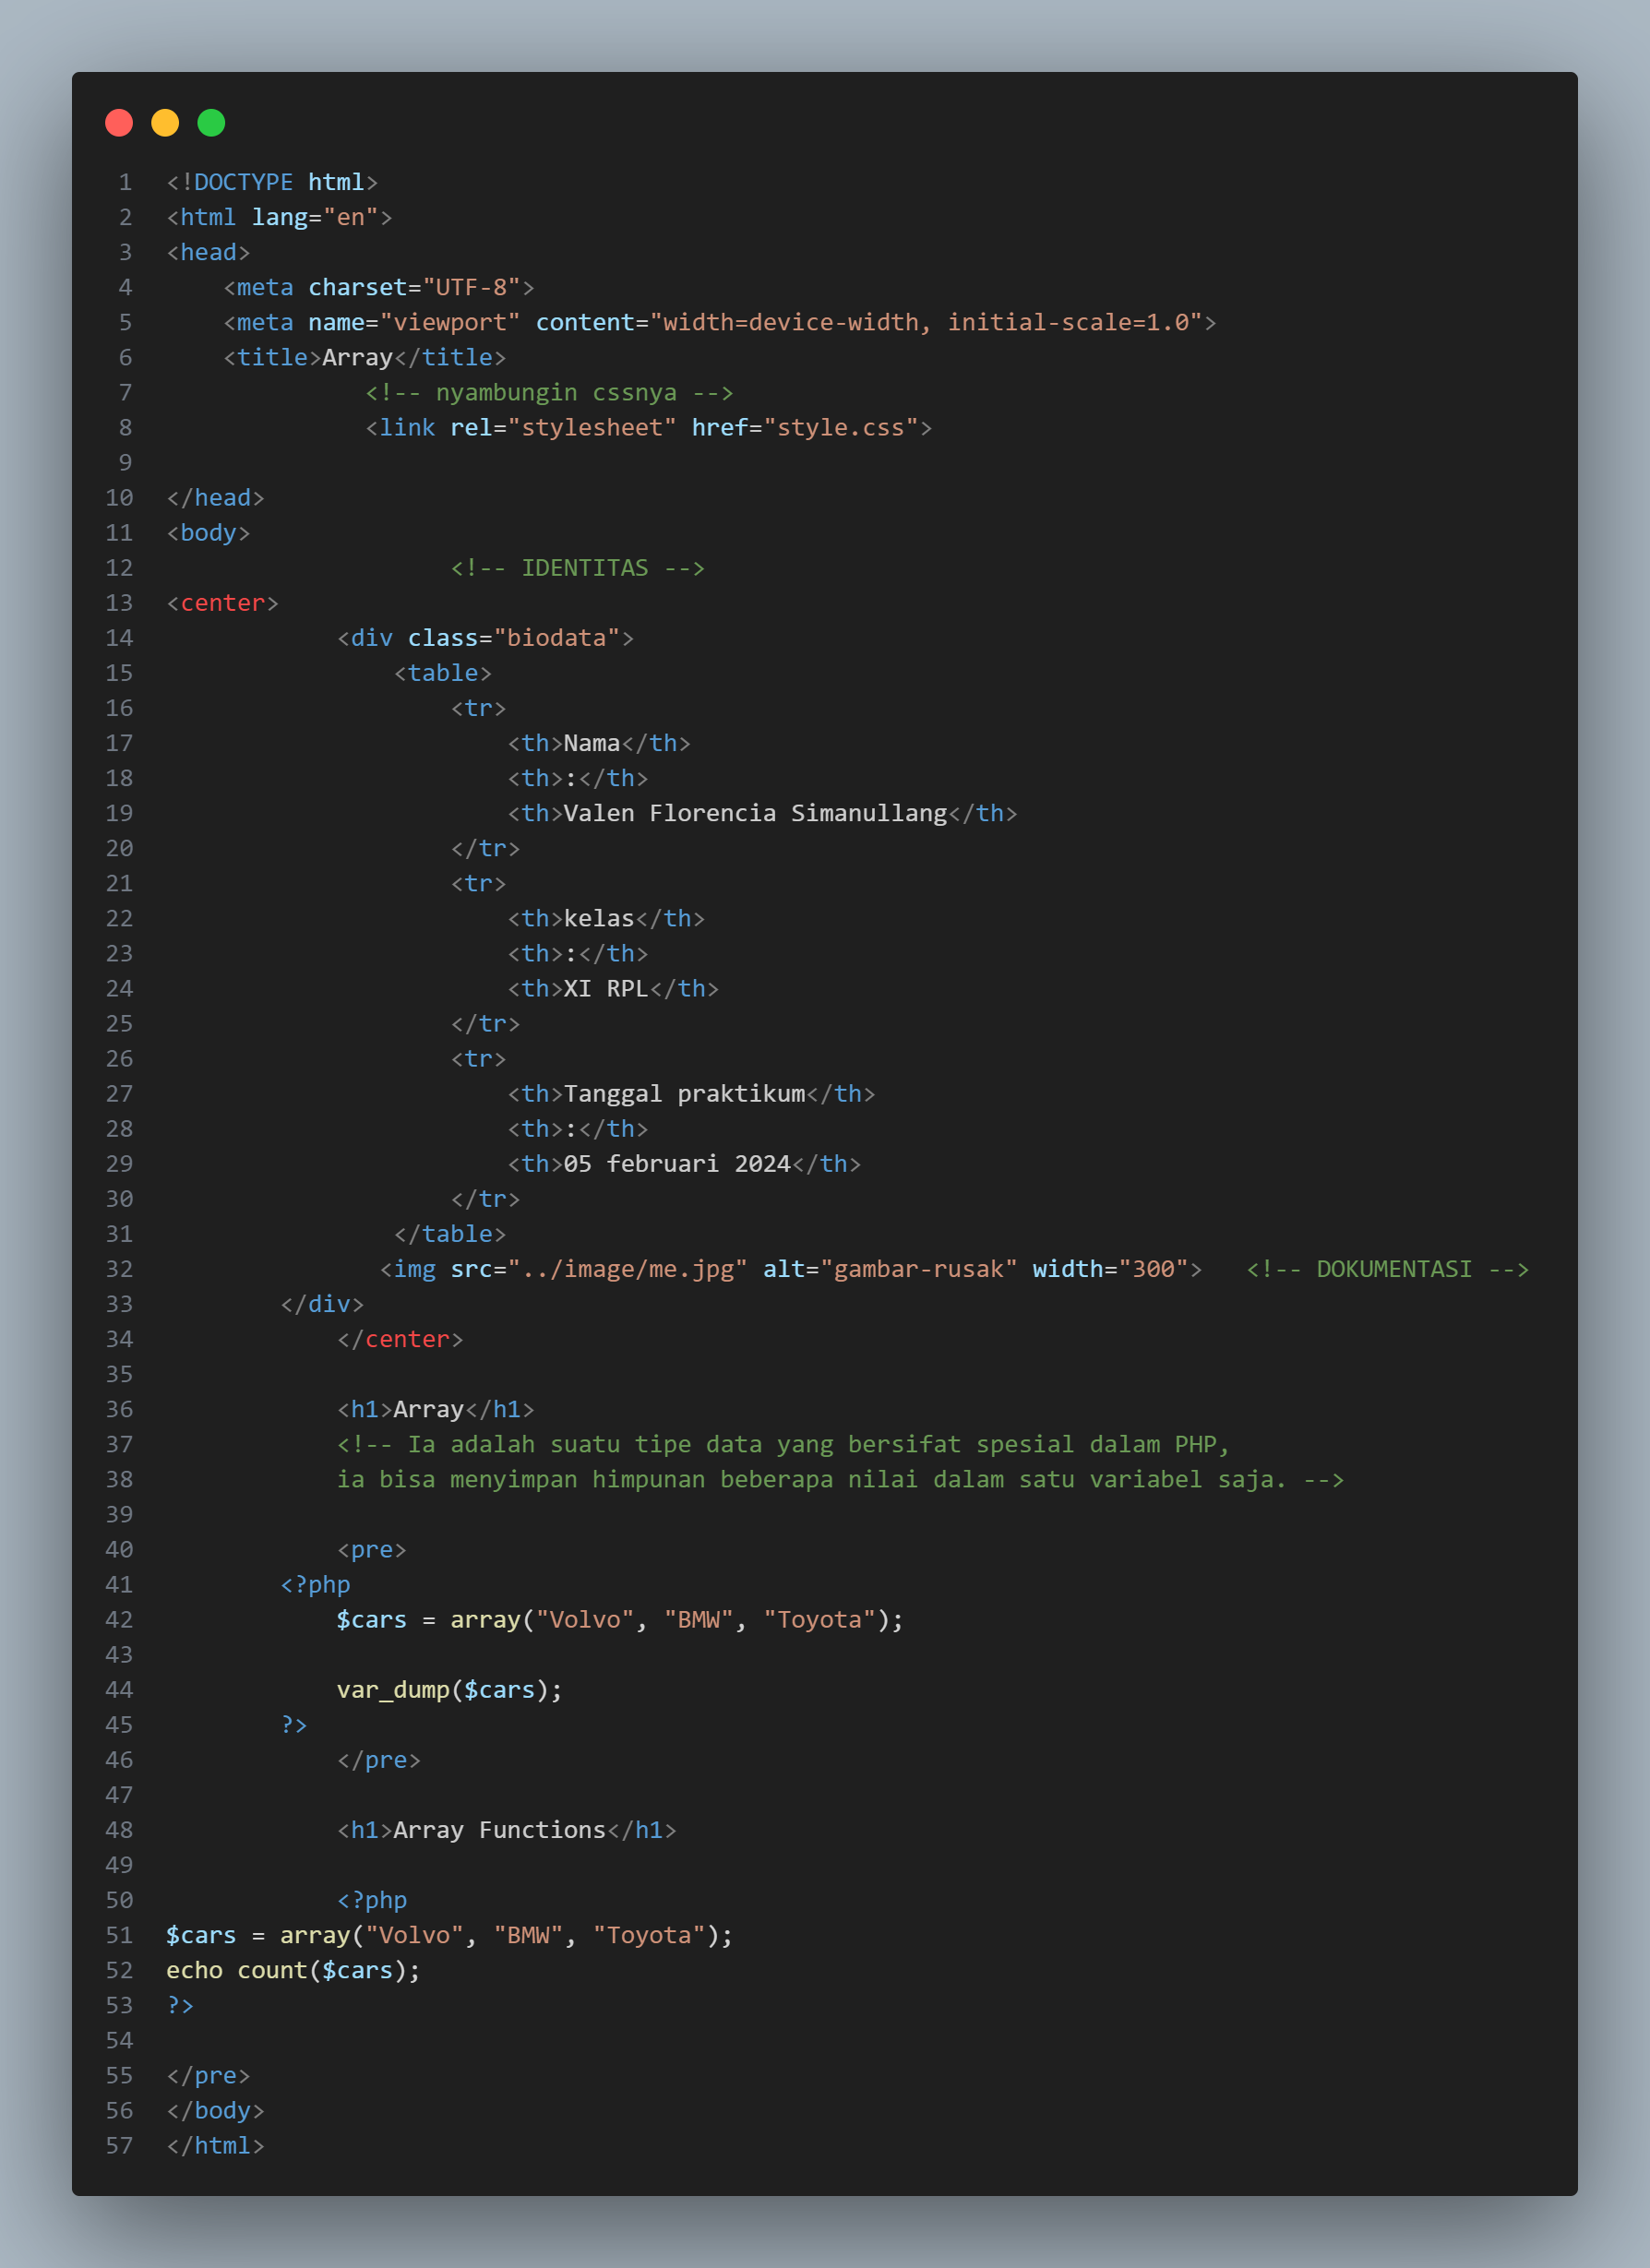 1 <!DOCTYPE html>
2 <html lang="en">
3 <head>
4     <meta charset="UTF-8">
5     <meta name="viewport" content="width=device-width, initial-scale=1.0">
6     <title>Array</title>
7               <!-- nyambungin cssnya -->
8               <link rel="stylesheet" href="style.css">
9
10 </head>
11 <body>
12                     <!-- IDENTITAS -->
13 <center>
14             <div class="biodata">
15                 <table>
16                     <tr>
17                         <th>Nama</th>
18                         <th>:</th>
19                         <th>Valen Florencia Simanullang</th>
20                     </tr>
21                     <tr>
22                         <th>kelas</th>
23                         <th>:</th>
24                         <th>XI RPL</th>
25                     </tr>
26                     <tr>
27                         <th>Tanggal praktikum</th>
28                         <th>:</th>
29                         <th>05 februari 2024</th>
30                     </tr>
31                 </table>
32                <img src="../image/me.jpg" alt="gambar-rusak" width="300">   <!-- DOKUMENTASI -->
33         </div>
34             </center>
35
36             <h1>Array</h1>
37             <!-- Ia adalah suatu tipe data yang bersifat spesial dalam PHP,
38             ia bisa menyimpan himpunan beberapa nilai dalam satu variabel saja. -->
39
40             <pre>
41         <?php
42             $cars = array("Volvo", "BMW", "Toyota");
43
44             var_dump($cars);
45         ?>
46             </pre>
47
48             <h1>Array Functions</h1>
49
50             <?php
51 $cars = array("Volvo", "BMW", "Toyota");
52 echo count($cars);
53 ?>
54
55 </pre>
56 </body>
57 </html>